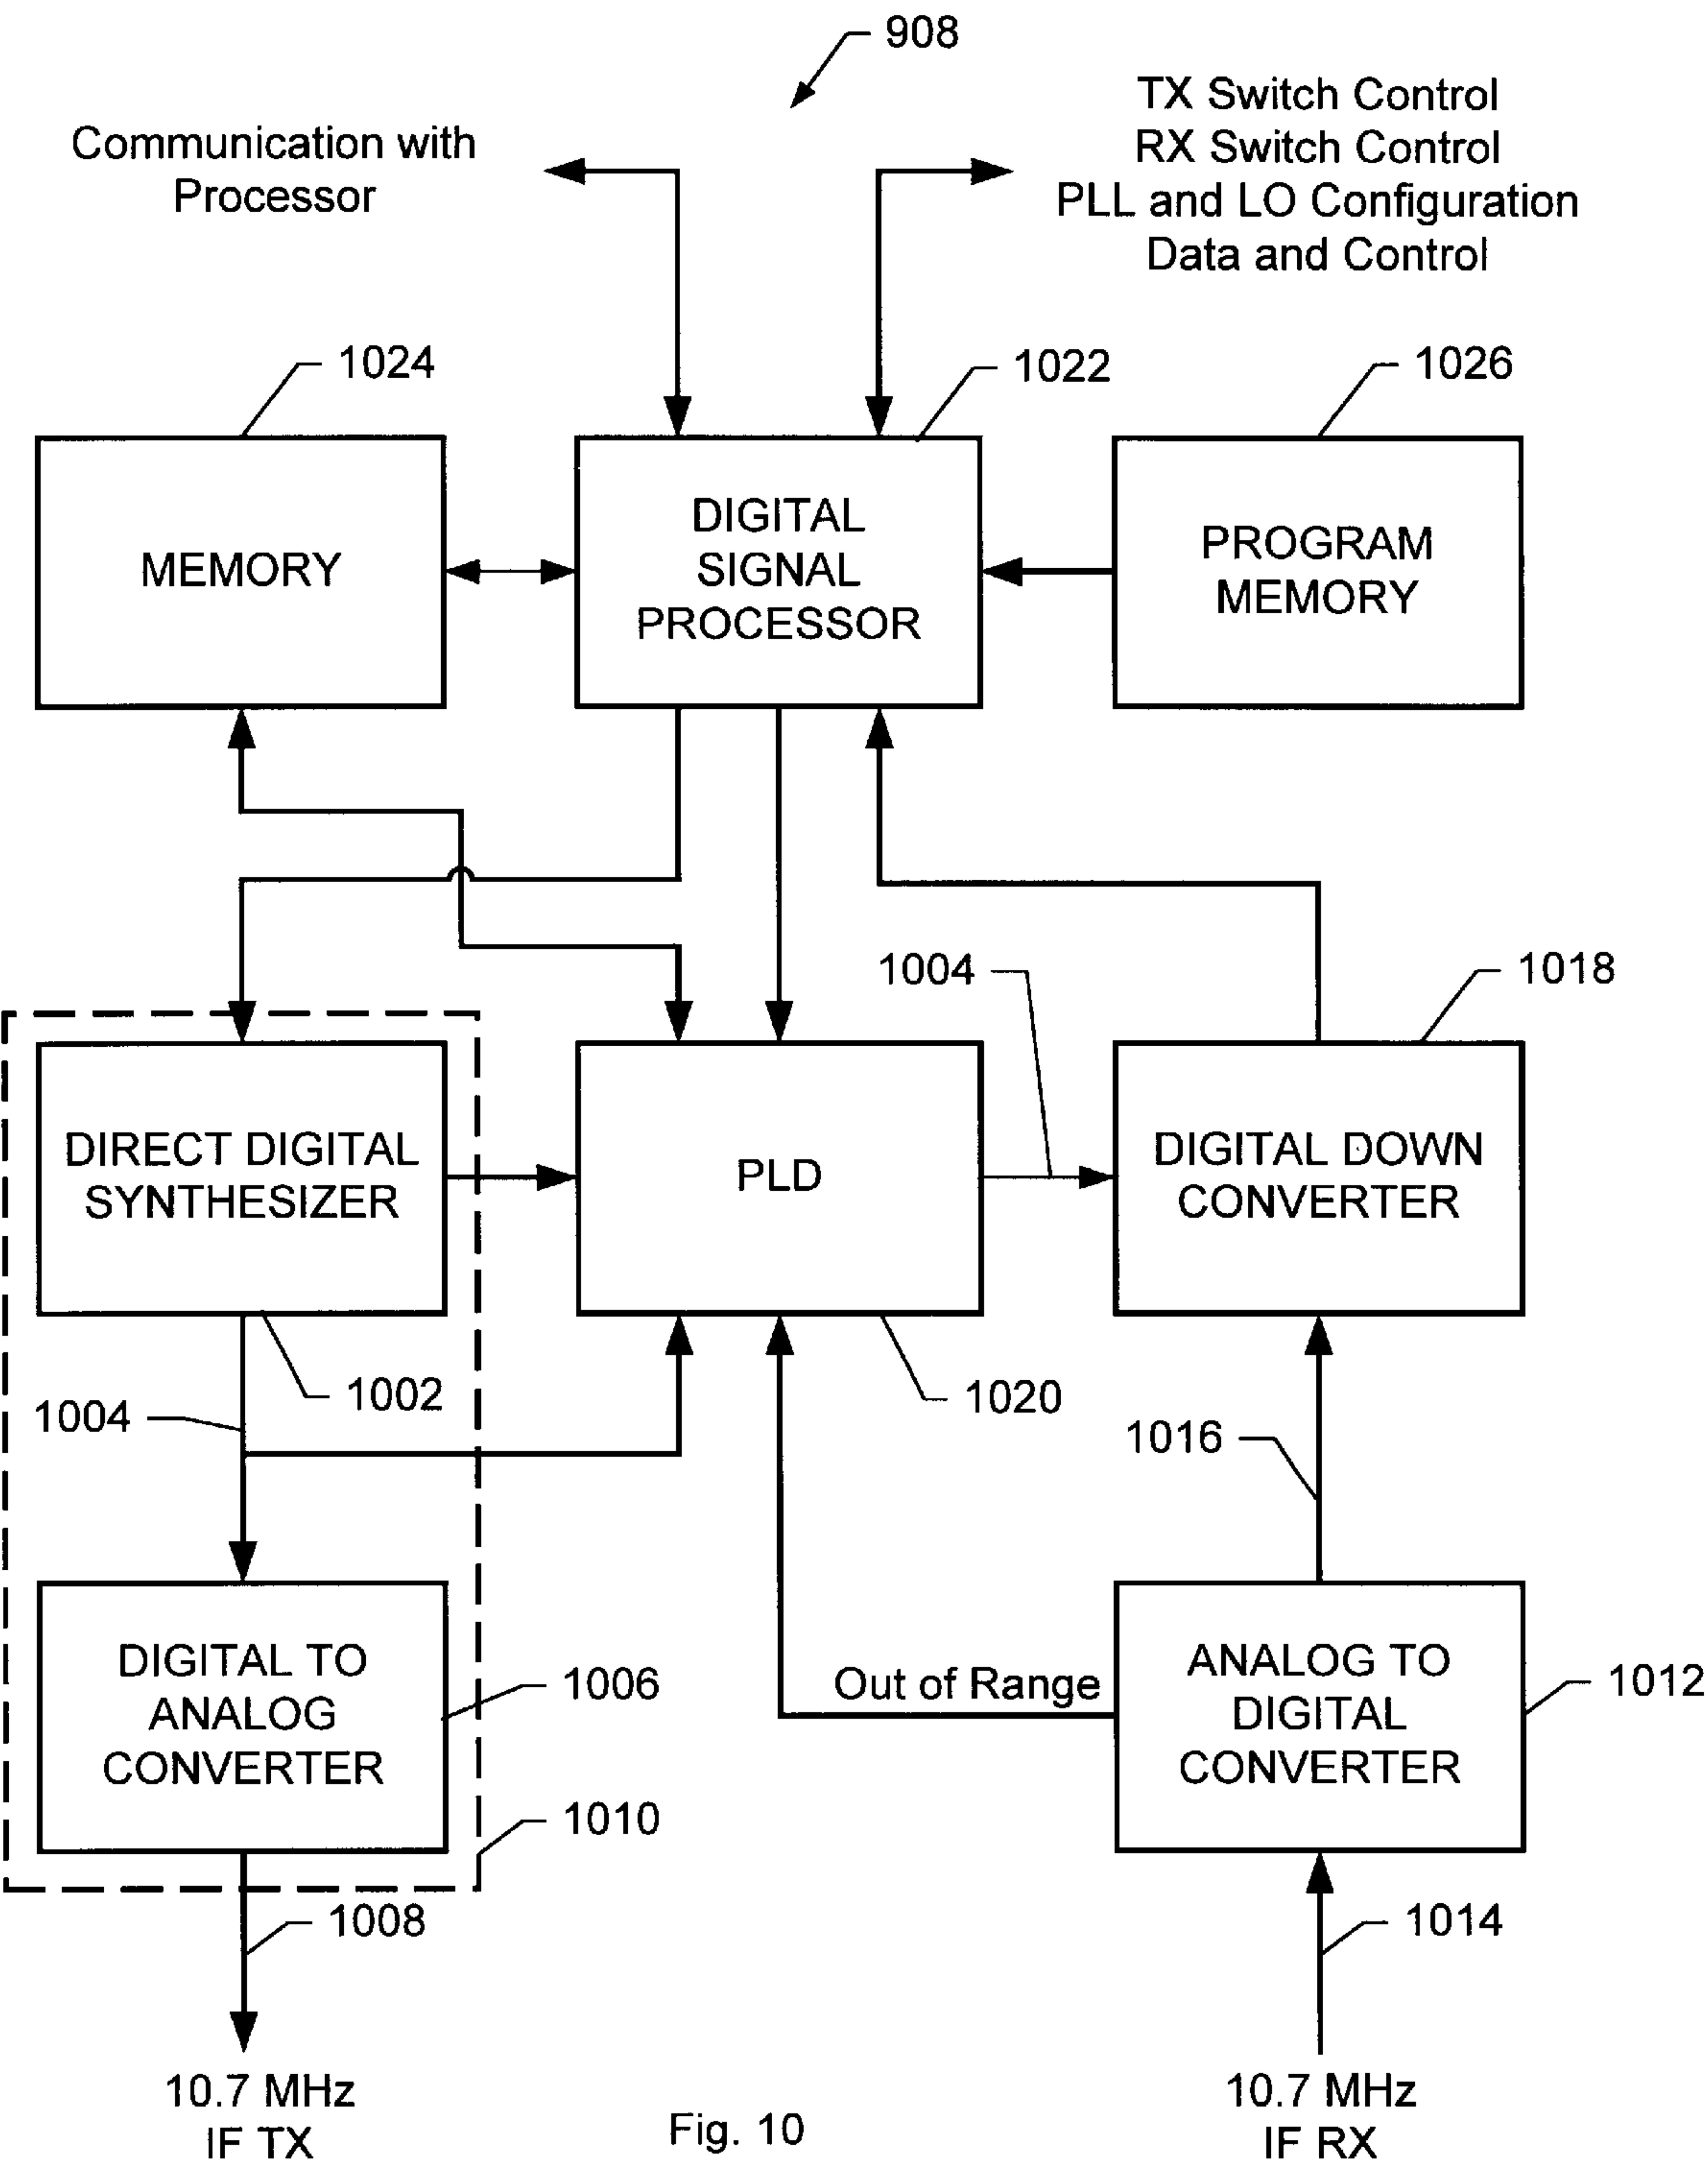 908
TX Switch Control
RX Switch Control
PLL and LO Configuration
Data and Control
Communication with
Processor
1024
1022
1026
MEMORY
DIGITAL
SIGNAL
PROCESSOR
PROGRAM
MEMORY
1004
1018
DIRECT DIGITAL
SYNTHESIZER
PLD
DIGITAL DOWN
CONVERTER
1002
1020
1004
1016
DIGITAL TO
ANALOG
CONVERTER
1006
Out of Range
ANALOG TO
DIGITAL
CONVERTER
1012
1010
1008
1014
10.7 MHz
IF TX
Fig. 10
10.7 MHz
IF RX